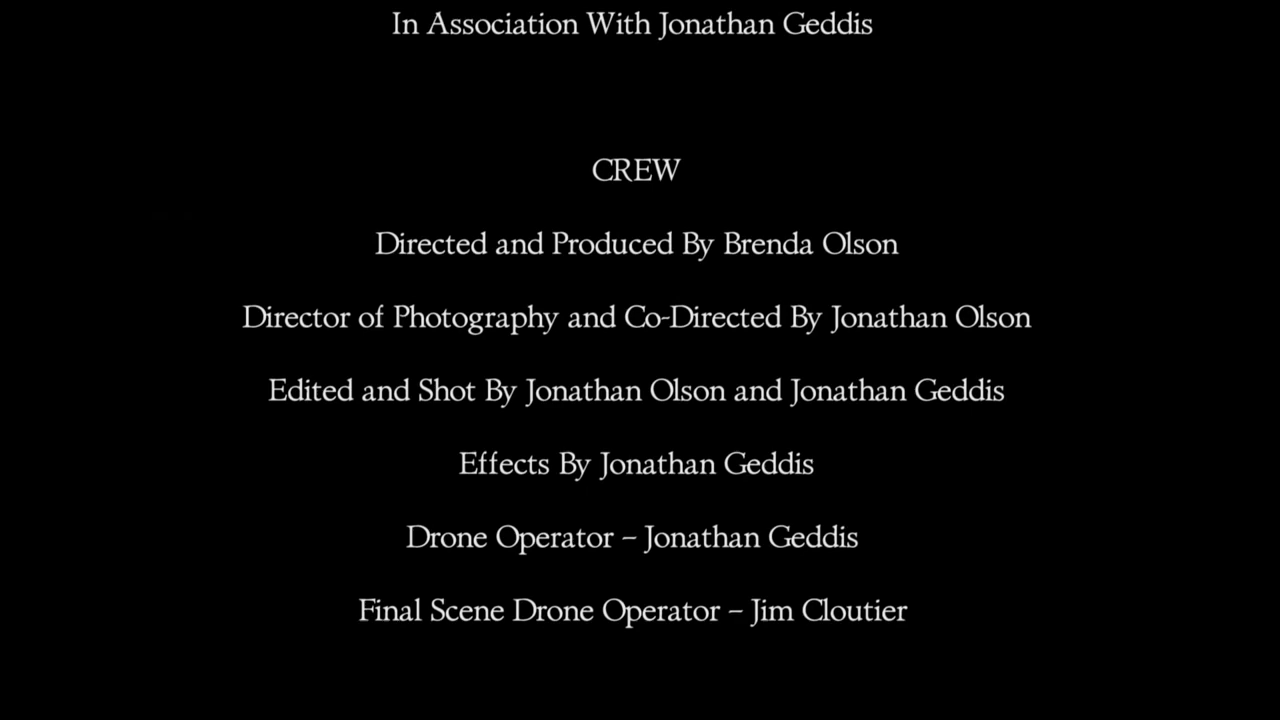 In Association With Jonathan Geddis
CREW
Directed and Produced By Brenda Olson
Director of Photography and Co-Directed By Jonathan Olson
Edited and Shot By Jonathan Olson and Jonathan Geddis
Effects By Jonathan Geddis
Drone Operator – Jonathan Geddis
Final Scene Drone Operator – Jim Cloutier